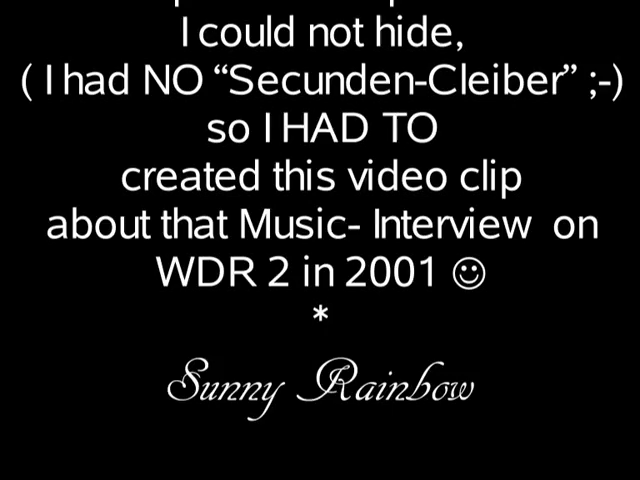 I could not hide,
( I had NO “Secunden-Cleiber” ;-)
so I HAD TO
created this video clip
about that Music- Interview on
WDR 2 in 2001 ☺
*
Sunny Rainbow